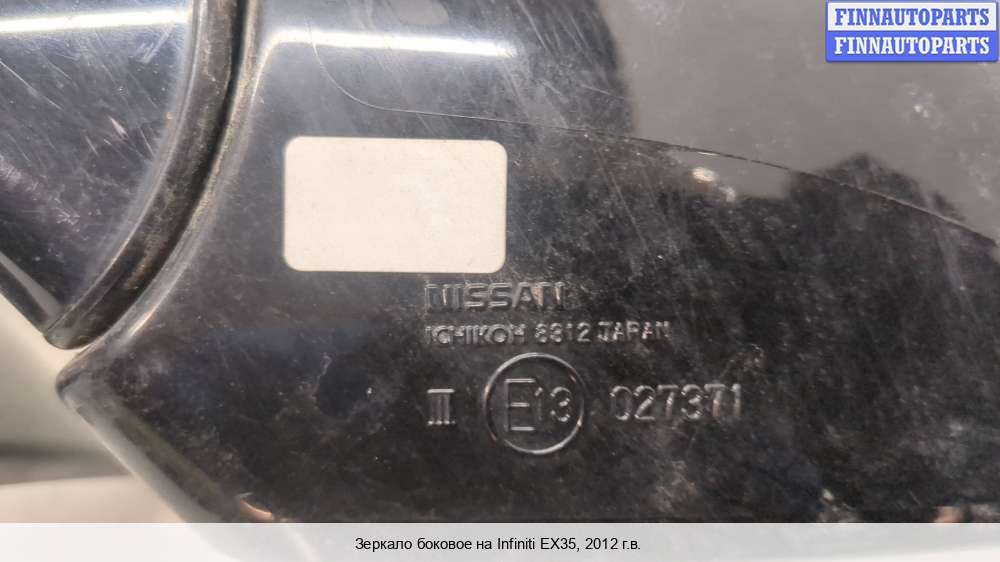 FINNAUTOPARTS
FINNAUTOPARTS
NISSAN
ICHIKOH 8312 JAPAN
III E13 027371
Зеркало боковое на Infiniti EX35, 2012 г.в.